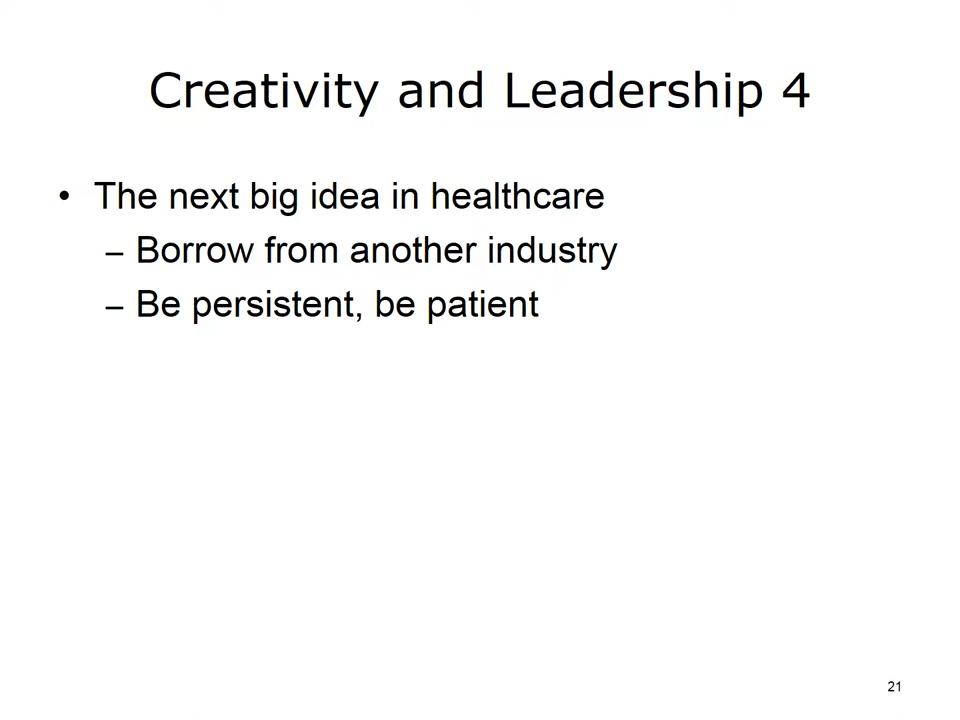 Creativity and Leadership 4
• The next big idea in healthcare
– Borrow from another industry
– Be persistent, be patient
21